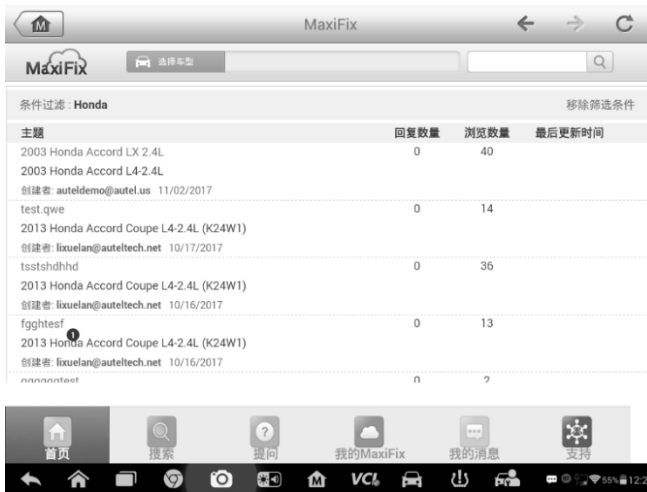 MaxiFix
MaxiFix 选择车型
条件过滤 : Honda 移除筛选条件
主题 回复数量 浏览数量 最后更新时间
2003 Honda Accord LX 2.4L 0 40
2003 Honda Accord L4-2.4L
创建者: auteldemo@autel.us 11/02/2017
test.qwe 0 14
2013 Honda Accord Coupe L4-2.4L (K24W1)
创建者: lixuelan@auteltech.net 10/17/2017
tsstshdhhd 0 36
2013 Honda Accord Coupe L4-2.4L (K24W1)
创建者: lixuelan@auteltech.net 10/16/2017
fgghtesf 0 13
1
2013 Honda Accord Coupe L4-2.4L (K24W1)
创建者: lixuelan@auteltech.net 10/16/2017
首页 搜索 提问 我的MaxiFix 我的消息 支持
VCI 55% 12:2